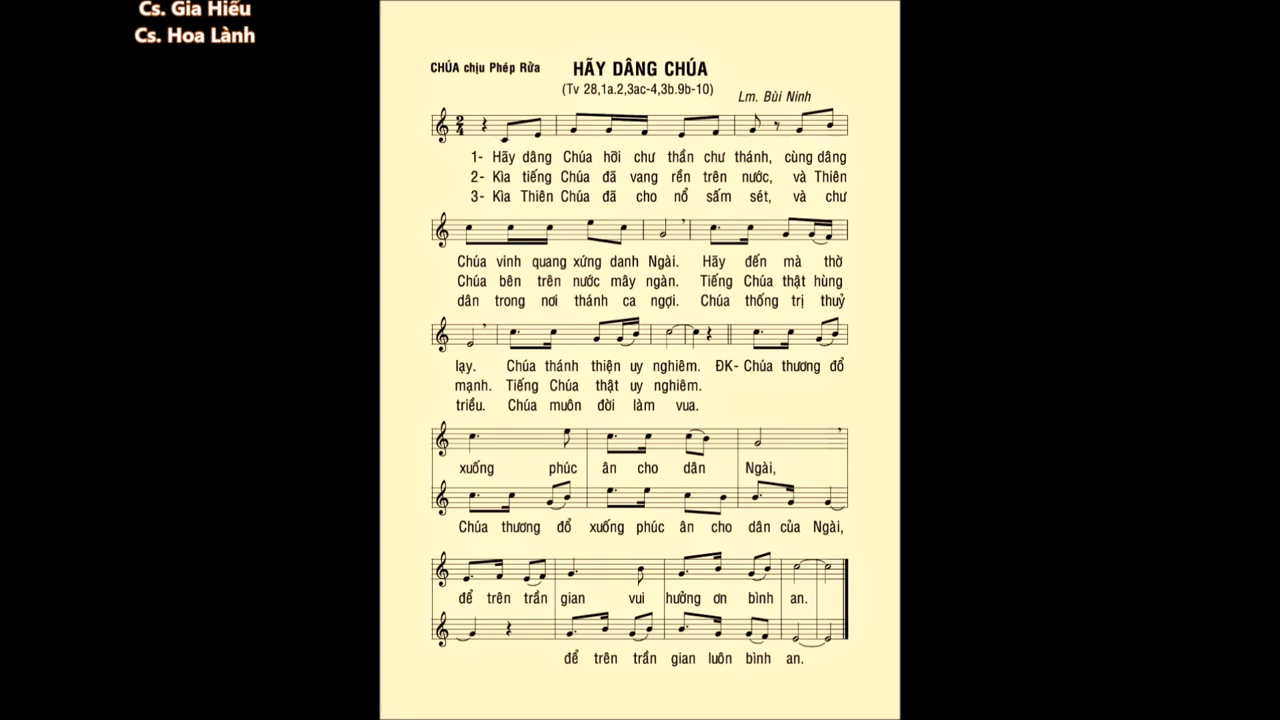 Cs. Gia Hiếu
Cs. Hoa Lành
CHÚA chịu Phép Rửa
HÃY DÂNG CHÚA
(Tv 28,1a.2,3ac-4,3b.9b-10)
Lm. Bùi Ninh
1- Hãy dâng Chúa hỡi chư thần chư thánh, cùng dâng
2- Kìa tiếng Chúa đã vang rền trên nước, và Thiên
3- Kìa Thiên Chúa đã cho nổ sấm sét, và chư
Chúa vinh quang xứng danh Ngài. Hãy đến mà thờ
Chúa bên trên nước mây ngàn. Tiếng Chúa thật hùng
dân trong nơi thánh ca ngợi. Chúa thống trị thuỷ
lạy. Chúa thánh thiện uy nghiêm. ĐK- Chúa thương đổ
mạnh. Tiếng Chúa thật uy nghiêm.
triều. Chúa muôn đời làm vua.
xuống phúc ân cho dân Ngài,
Chúa thương đổ xuống phúc ân cho dân của Ngài,
để trên trần gian vui hưởng ơn bình an.
để trên trần gian luôn bình an.